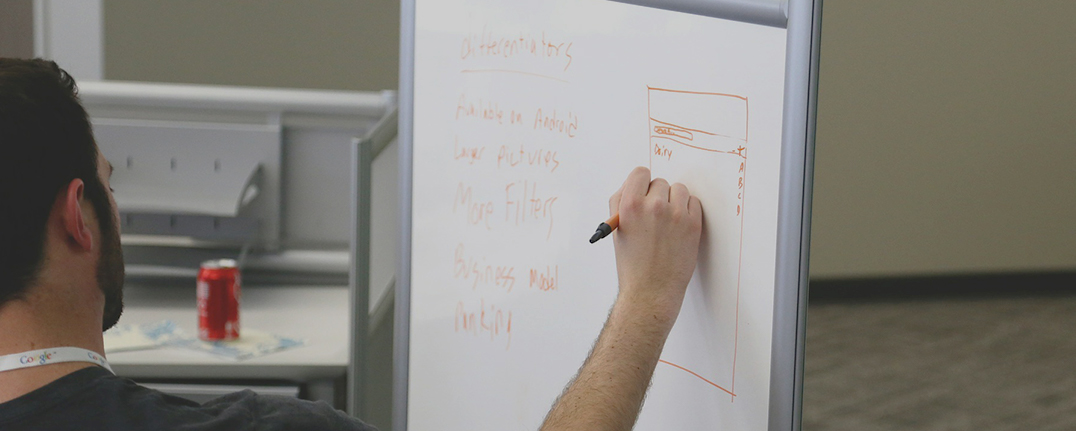 Differentiators
Available on Android
Larger pictures
More Filters
Business Model
Ranking
Dairy
A
B
C
D
Google